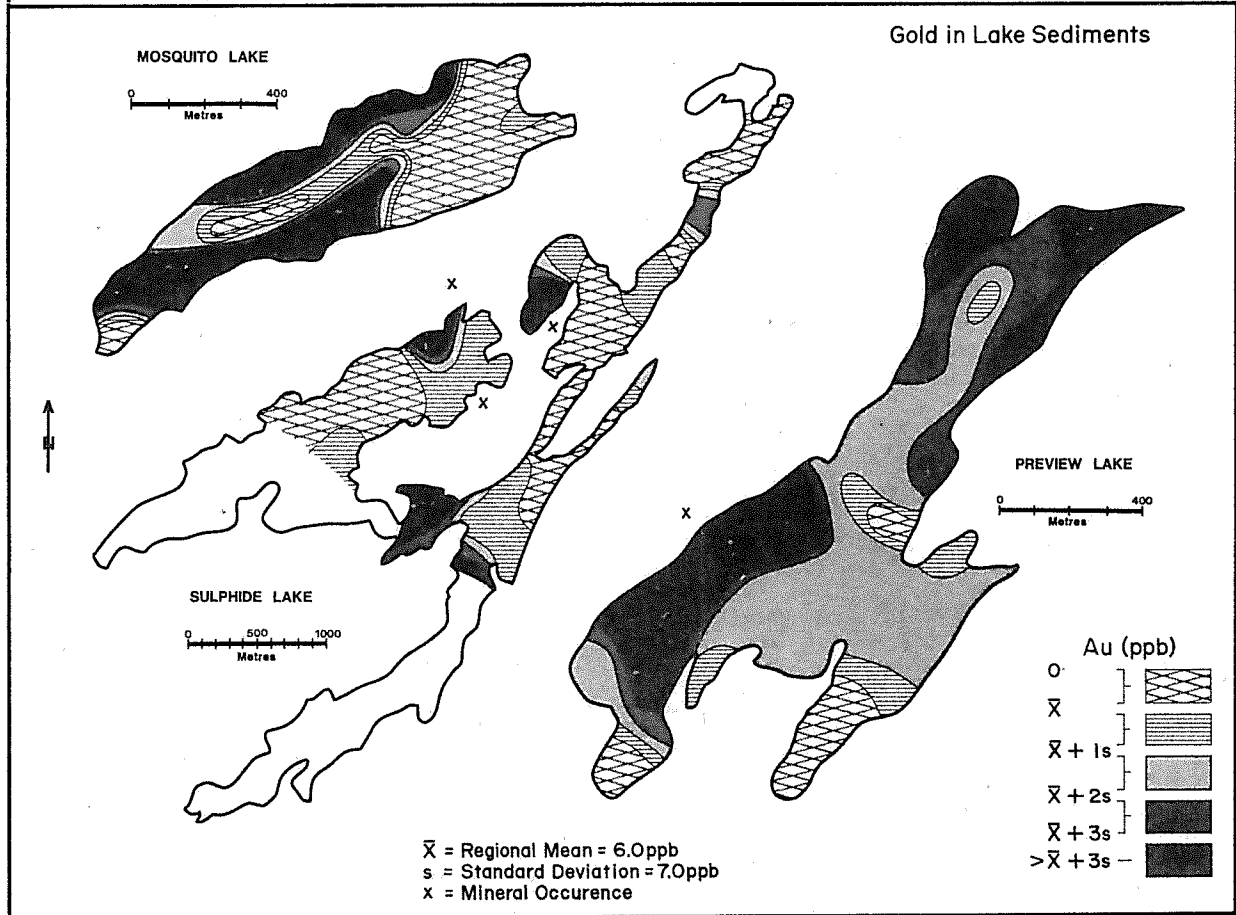 Gold in Lake Sediments
MOSQUITO LAKE
0 400
Metres
x
x
x
N
PREVIEW LAKE
0 400
Metres
x
SULPHIDE LAKE
0 500 1000
Metres
Au (ppb)
0
X̄
X̄ + 1s
X̄ + 2s
X̄ + 3s
>X̄ + 3s
X̄ = Regional Mean = 6.0ppb
s = Standard Deviation = 7.0ppb
x = Mineral Occurence